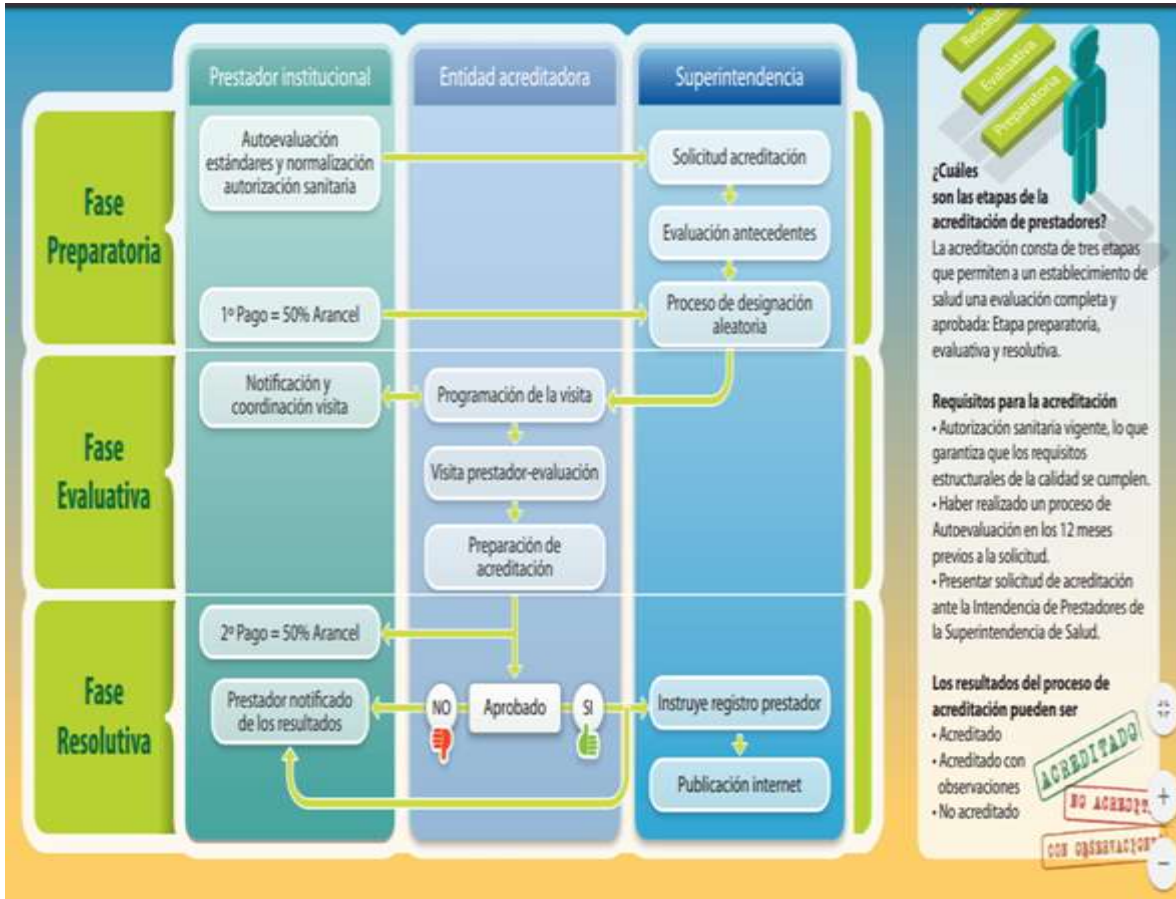 Prestador institucional
Entidad acreditadora
Superintendencia
Fase
Preparatoria
Autoevaluación
estándares y normalización
autorización sanitaria
Solicitud acreditación
Evaluación antecedentes
1º Pago = 50% Arancel
Proceso de designación
aleatoria
Fase
Evaluativa
Notificación y
coordinación visita
Programación de la visita
Visita prestador-evaluación
Preparación de
acreditación
Fase
Resolutiva
2º Pago = 50% Arancel
Prestador notificado
de los resultados
NO
Aprobado
SI
Instruye registro prestador
Publicación internet
Evaluativa
Preparatoria
¿Cuáles
son las etapas de la
acreditación de prestadores?
La acreditación consta de tres etapas
que permiten a un establecimiento de
salud una evaluación completa y
aprobada: Etapa preparatoria,
evaluativa y resolutiva.
Requisitos para la acreditación
• Autorización sanitaria vigente, lo que
garantiza que los requisitos
estructurales de la calidad se cumplen.
• Haber realizado un proceso de
Autoevaluación en los 12 meses
previos a la solicitud.
• Presentar solicitud de acreditación
ante la Intendencia de Prestadores de
la Superintendencia de Salud.
Los resultados del proceso de
acreditación pueden ser
• Acreditado
• Acreditado con
observaciones
• No acreditado
ACREDITADO
NO
CON